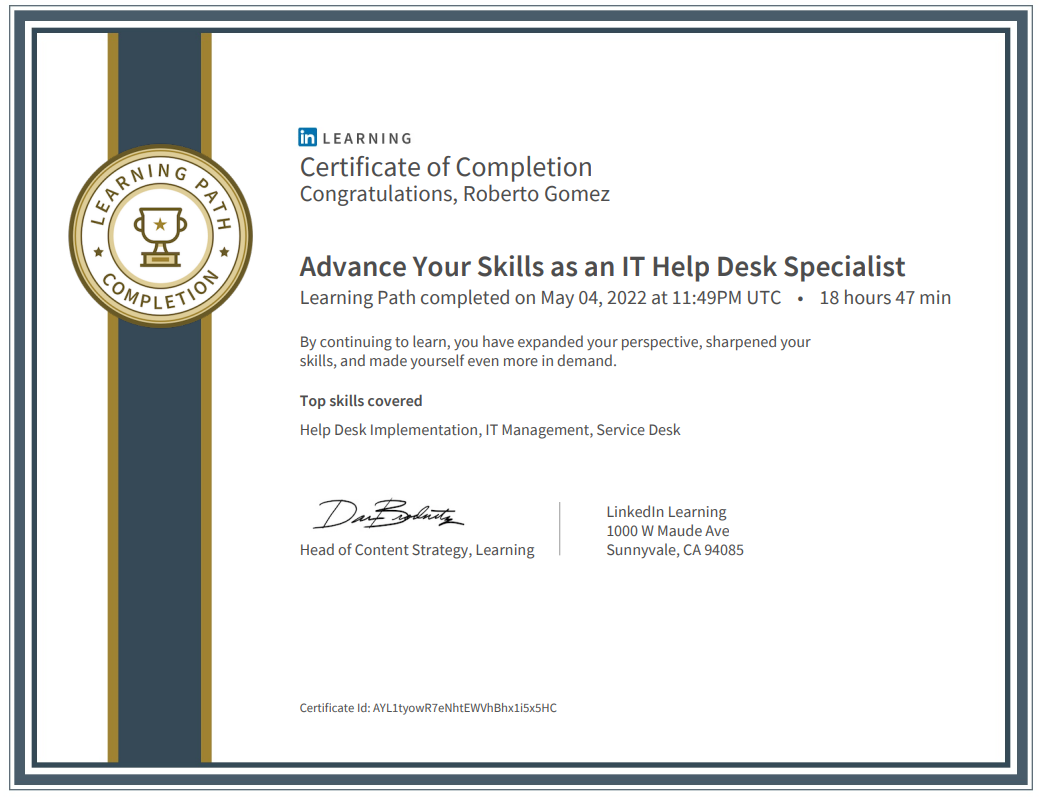 LEARNING PATH
COMPLETION
in LEARNING
Certificate of Completion
Congratulations, Roberto Gomez
Advance Your Skills as an IT Help Desk Specialist
Learning Path completed on May 04, 2022 at 11:49PM UTC • 18 hours 47 min
By continuing to learn, you have expanded your perspective, sharpened your
skills, and made yourself even more in demand.
Top skills covered
Help Desk Implementation, IT Management, Service Desk
Head of Content Strategy, Learning
LinkedIn Learning
1000 W Maude Ave
Sunnyvale, CA 94085
Certificate Id: AYL1tyowR7eNhtEWVhBhx1i5x5HC